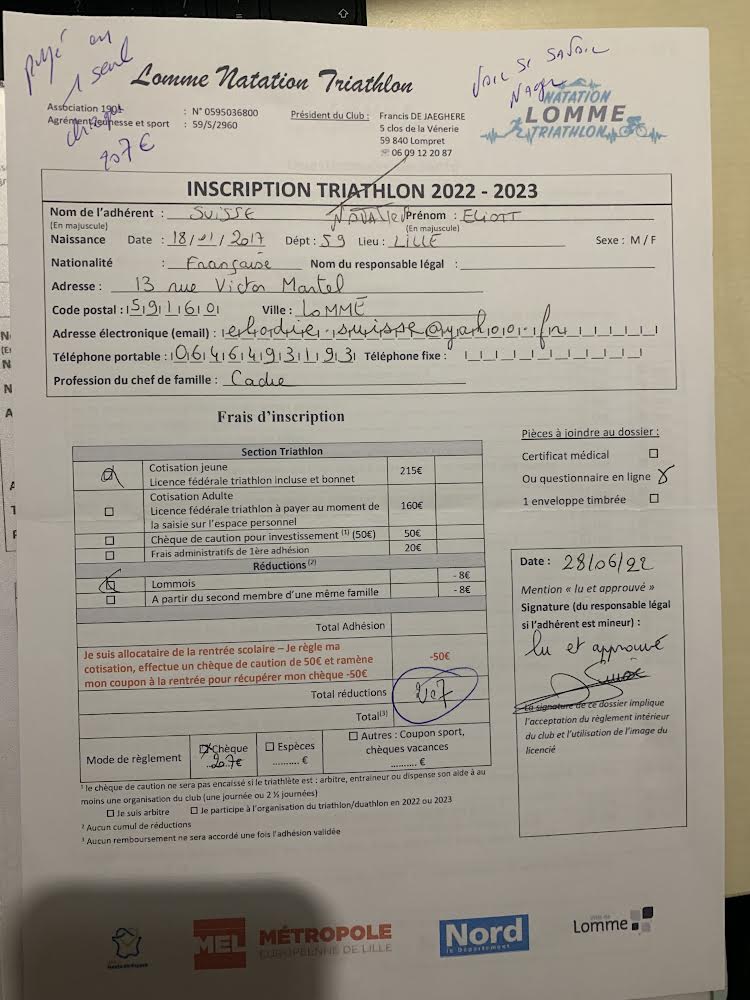 payé en
1 seul
chèque
207 €
Voir si savoir
Nager
Lomme Natation Triathlon
NATATION
LOMME
TRIATHLON
Association 1901 : N° 0595036800
Agrément jeunesse et sport : 59/S/2960
Président du Club : Francis DE JAEGHERE
5 clos de la Vénerie
59 840 Lompret
☏ 06 09 12 20 87
INSCRIPTION TRIATHLON 2022 - 2023
Nom de l'adhérent : SUISSE Prénom : ELIOTT
(En majuscule) (En majuscule)
Naissance Date : 18/01/2017 Dépt : 59 Lieu : LILLE Sexe : M / F
Nationalité : Française Nom du responsable légal :
Adresse : 13 rue Victor Martel
Code postal : 59160 Ville : LOMME
Adresse électronique (email) : elodie.suisse@yahoo.fr
Téléphone portable : 0646493193 Téléphone fixe :
Profession du chef de famille : Cadre
Frais d'inscription
Section Triathlon
Cotisation jeune
Licence fédérale triathlon incluse et bonnet 215€
Cotisation Adulte
Licence fédérale triathlon à payer au moment de
la saisie sur l'espace personnel 160€
Chèque de caution pour investissement (1) (50€) 50€
Frais administratifs de 1ère adhésion 20€
Réductions (2)
Lommois - 8€
A partir du second membre d'une même famille - 8€
Total Adhésion
Je suis allocataire de la rentrée scolaire – Je règle ma
cotisation, effectue un chèque de caution de 50€ et ramène
mon coupon à la rentrée pour récupérer mon chèque -50€ -50€
Total réductions
Total(3) 207
Mode de règlement Chèque 207€ Espèces .......... € Autres : Coupon sport,
chèques vacances
.......... €
Pièces à joindre au dossier :
Certificat médical
Ou questionnaire en ligne
1 enveloppe timbrée
Date : 28/06/22
Mention « lu et approuvé »
Signature (du responsable légal
si l'adhérent est mineur) :
lu et approuvé
La signature de ce dossier implique
l'acceptation du règlement intérieur
du club et l'utilisation de l'image du
licencié
1 le chèque de caution ne sera pas encaissé si le triathlète est : arbitre, entraineur ou dispense son aide à au
moins une organisation du club (une journée ou 2 ½ journées)
Je suis arbitre Je participe à l'organisation du triathlon/duathlon en 2022 ou 2023
2 Aucun cumul de réductions
3 Aucun remboursement ne sera accordé une fois l'adhésion validée
Hauts-de-France
MEL MÉTROPOLE
EUROPÉENNE DE LILLE
Nord
le Département
Ville de
Lomme